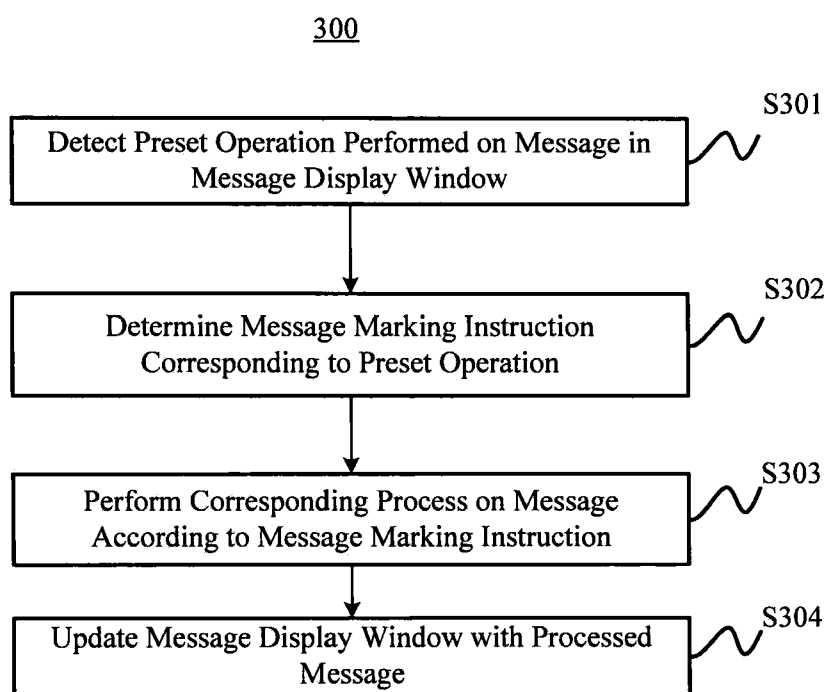 300
S301
Detect Preset Operation Performed on Message in
Message Display Window
S302
Determine Message Marking Instruction
Corresponding to Preset Operation
S303
Perform Corresponding Process on Message
According to Message Marking Instruction
S304
Update Message Display Window with Processed
Message